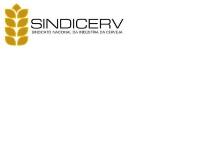 SINDICERV
SINDICATO NACIONAL DA INDÚSTRIA DA CERVEJA